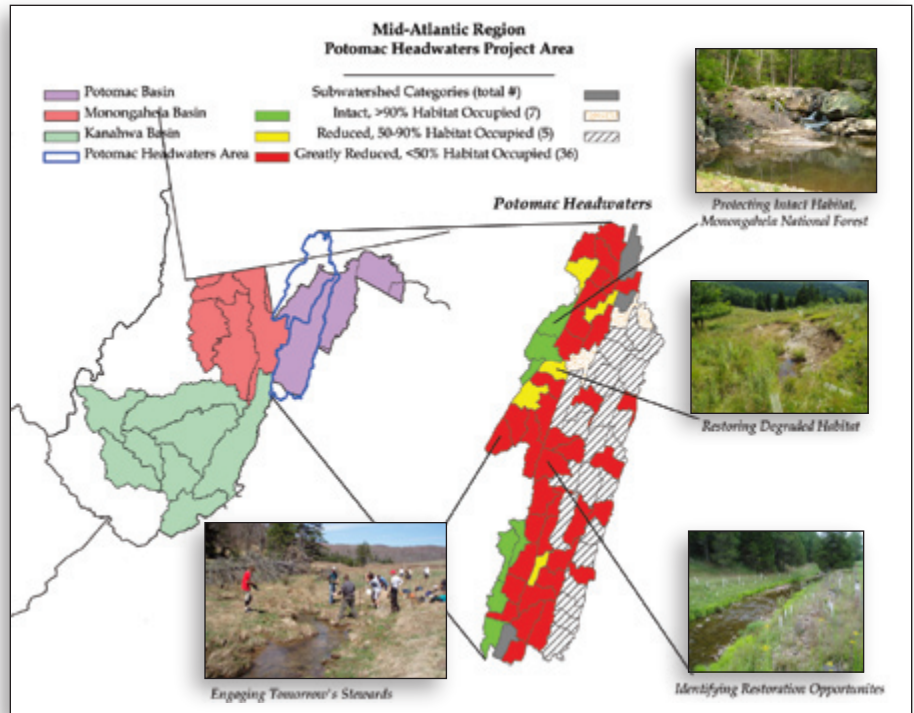 Mid-Atlantic Region
Potomac Headwaters Project Area
Potomac Basin
Monongahela Basin
Kanahwa Basin
Potomac Headwaters Area
Subwatershed Categories (total #)
Intact, >90% Habitat Occupied (7)
Reduced, 50-90% Habitat Occupied (5)
Greatly Reduced, <50% Habitat Occupied (36)
Potomac Headwaters
Protecting Intact Habitat,
Monongahela National Forest
Restoring Degraded Habitat
Engaging Tomorrow's Stewards
Identifying Restoration Opportunites